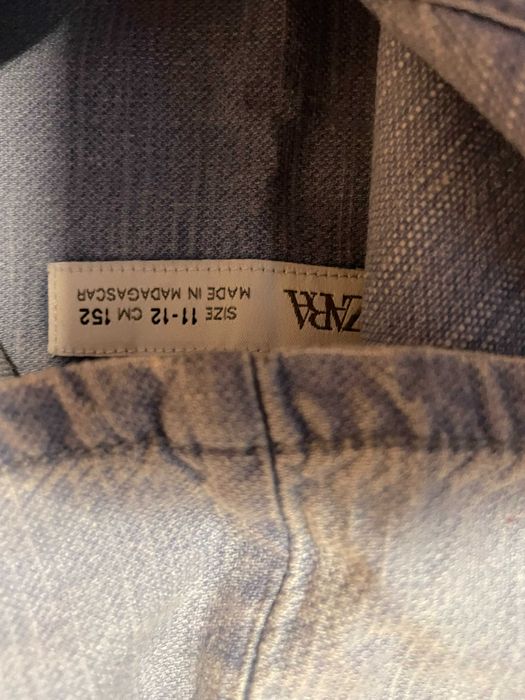 ZARA
SIZE 11-12 CM 152
MADE IN MADAGASCAR